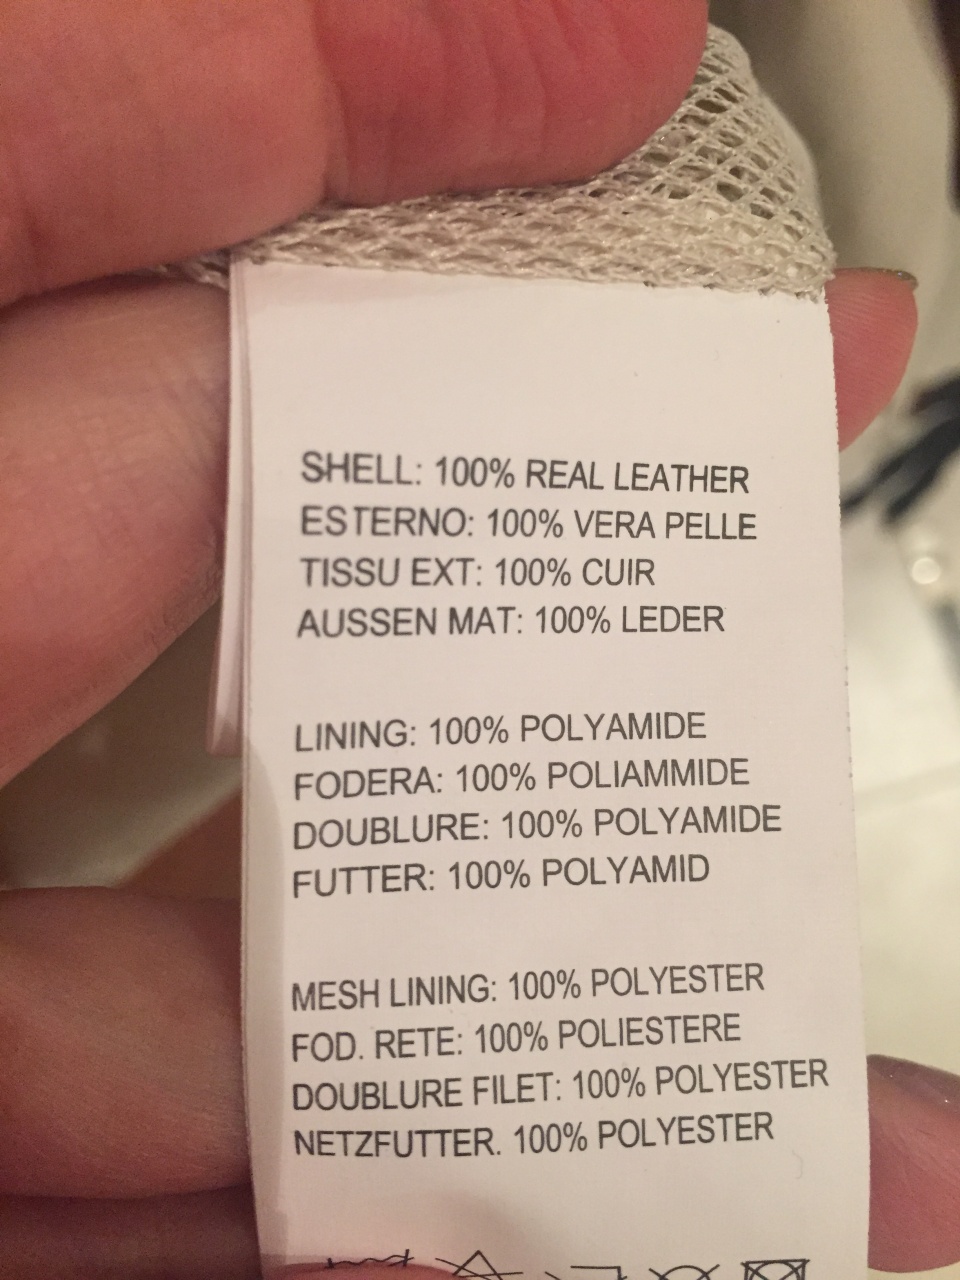 SHELL: 100% REAL LEATHER
ESTERNO: 100% VERA PELLE
TISSU EXT: 100% CUIR
AUSSEN MAT: 100% LEDER
LINING: 100% POLYAMIDE
FODERA: 100% POLIAMMIDE
DOUBLURE: 100% POLYAMIDE
FUTTER: 100% POLYAMID
MESH LINING: 100% POLYESTER
FOD. RETE: 100% POLIESTERE
DOUBLURE FILET: 100% POLYESTER
NETZFUTTER. 100% POLYESTER